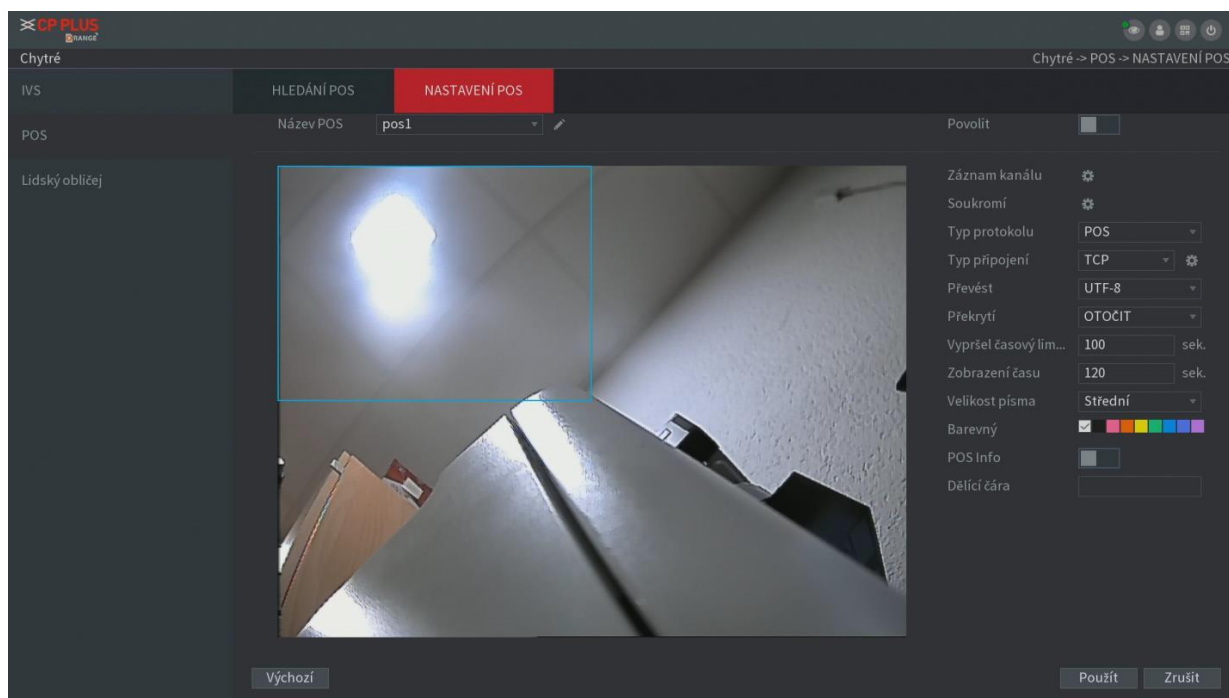 CP PLUS
ORANGE
Chytré
Chytré -> POS -> NASTAVENÍ POS
IVS
POS
Lidský obličej
HLEDÁNÍ POS
NASTAVENÍ POS
Název POS pos1
Povolit
Záznam kanálu
Soukromí
Typ protokolu POS
Typ připojení TCP
Převést UTF-8
Překrytí OTOČIT
Vypršel časový lim... 100 sek.
Zobrazení času 120 sek.
Velikost písma Střední
Barevný
POS Info
Dělící čára
Výchozí
Použít
Zrušit